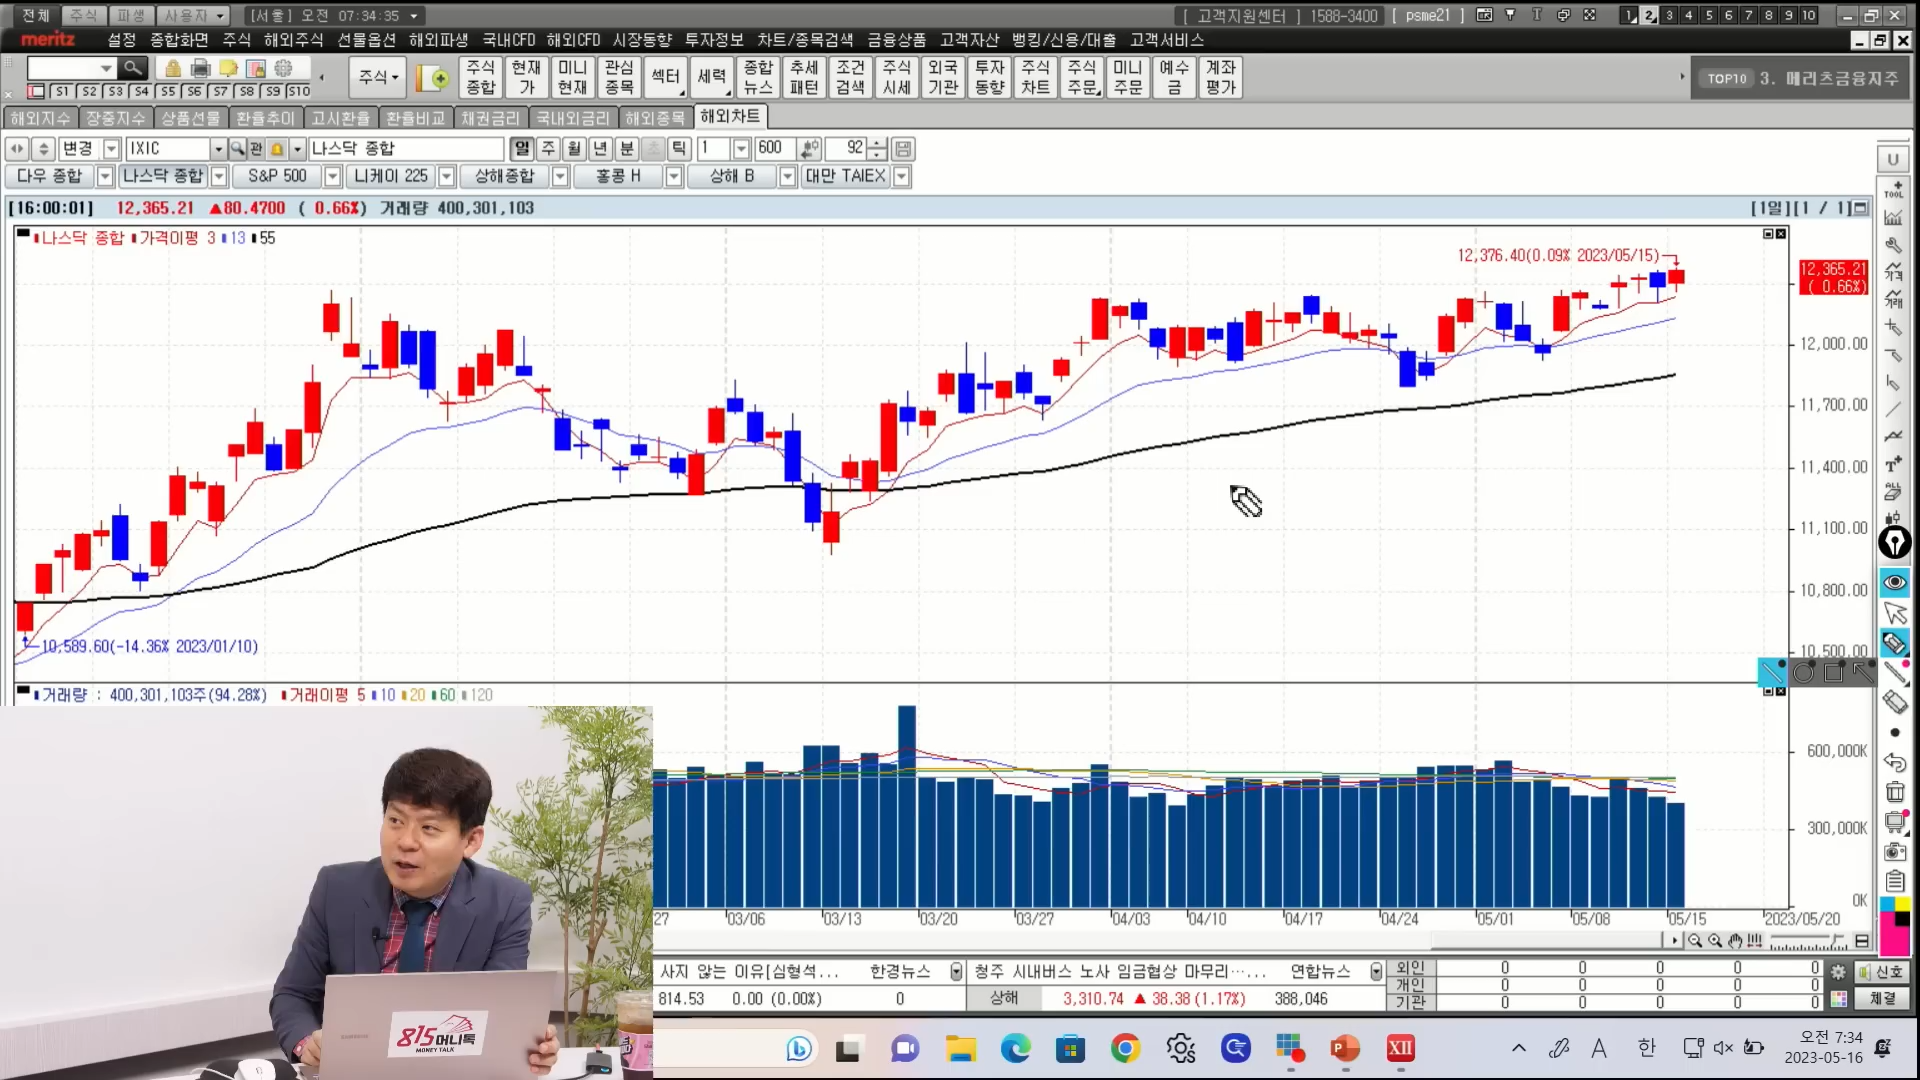 전체 주식 파생 사용자 [서울] 오전 07:34:35 [ 고객지원센터 ] 1588-3400 [ psme21 ] 1 2 3 4 5 6 7 8 9 10
meritz 설정 종합화면 주식 해외주식 선물옵션 해외파생 국내CFD 해외CFD 시장동향 투자정보 차트/종목검색 금융상품 고객자산 뱅킹/신용/대출 고객서비스
주식 주식종합 현재가 미니현재 관심종목 섹터 세력 종합뉴스 추세패턴 조건검색 주식시세 외국기관 투자동향 주식차트 주식주문 미니주문 예수금 계좌평가 TOP10 3. 메리츠금융지주
S1 S2 S3 S4 S5 S6 S7 S8 S9 S10
해외지수 장중지수 상품선물 환율추미 고시환율 환율비교 채권금리 국내외금리 해외종목 해외차트
변경 IXIC 관 나스닥 종합 일 주 월 년 분 초 틱 1 600 92
다우 종합 나스닥 종합 S&P 500 니케이 225 상해종합 홍콩 H 상해 B 대만 TAIEX
[16:00:01] 12,365.21 ▲80.4700 ( 0.66%) 거래량 400,301,103 [1일][1 / 1]
나스닥 종합 가격이평 3 13 55
12,376.40(0.09% 2023/05/15)
12,365.21
( 0.66%)
12,000.00
11,700.00
11,400.00
11,100.00
10,800.00
10,589.60(-14.36% 2023/01/10)
10,500.00
거래량 : 400,301,103주(94.28%) 거래이평 5 10 20 60 120
600,000K
300,000K
0K
27 03/06 03/13 03/20 03/27 04/03 04/10 04/17 04/24 05/01 05/08 05/15 2023/05/20
사지 않는 이유[심형석... 한경뉴스 청주 시내버스 노사 임금협상 마무리…... 연합뉴스 외인 0 0 0 0 0 신호
개인 0 0 0 0 0
814.53 0.00 (0.00%) 0 상해 3,310.74 ▲ 38.38 (1.17%) 388,046 기관 0 0 0 0 0 체결
815머니톡
MONEY TALK
SAMSUNG
XII
A 한 오전 7:34
2023-05-16
U
TOOL
가격
거래
T
ALL